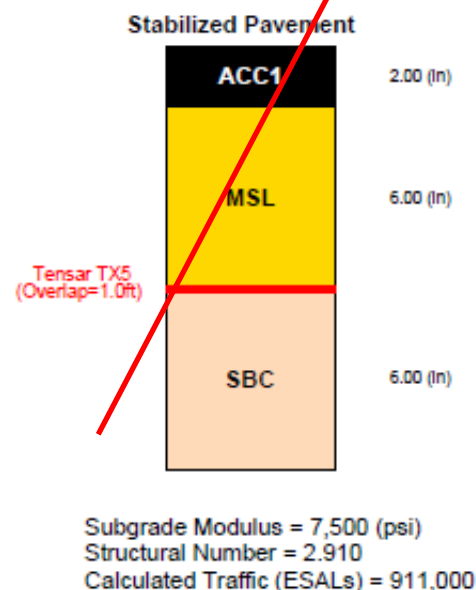 Stabilized Pavement
ACC1 2.00 (in)
MSL 6.00 (in)
Tensar TX5
(Overlap=1.0ft)
SBC 6.00 (in)
Subgrade Modulus = 7,500 (psi)
Structural Number = 2.910
Calculated Traffic (ESALs) = 911,000